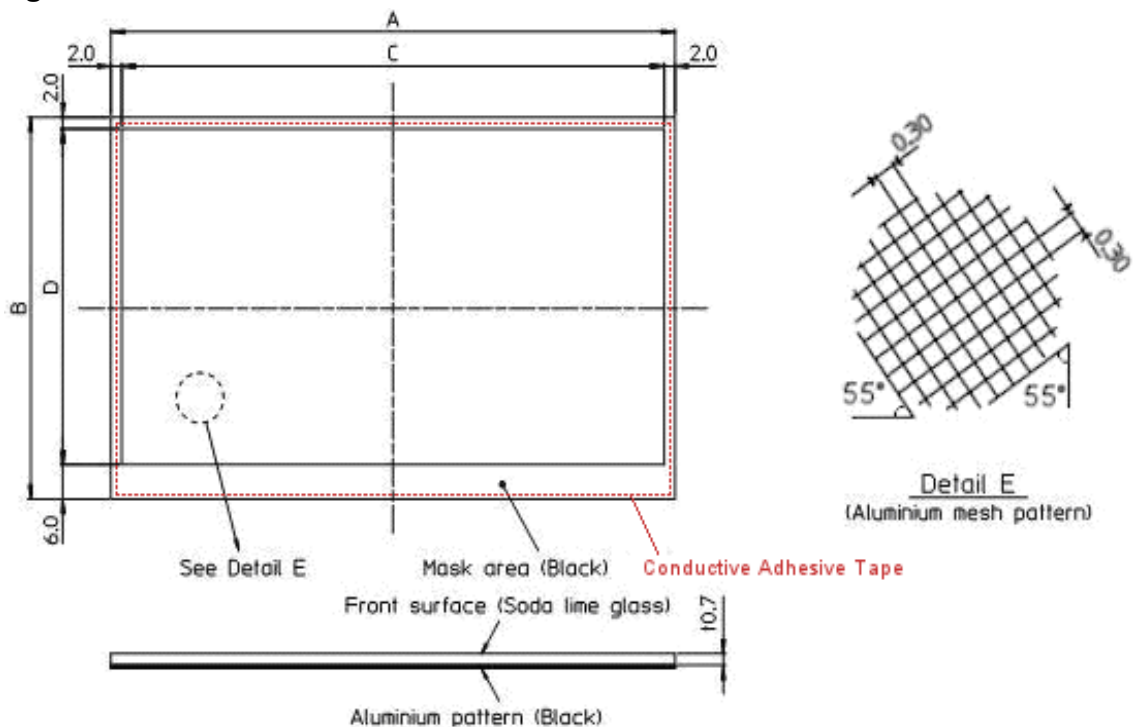 A
2.0
C
2.0
2.0
B
D
6.0
0.30
0.30
55°
55°
Detail E
(Aluminium mesh pattern)
See Detail E
Mask area (Black)
Conductive Adhesive Tape
Front surface (Soda lime glass)
t0.7
Aluminium pattern (Black)